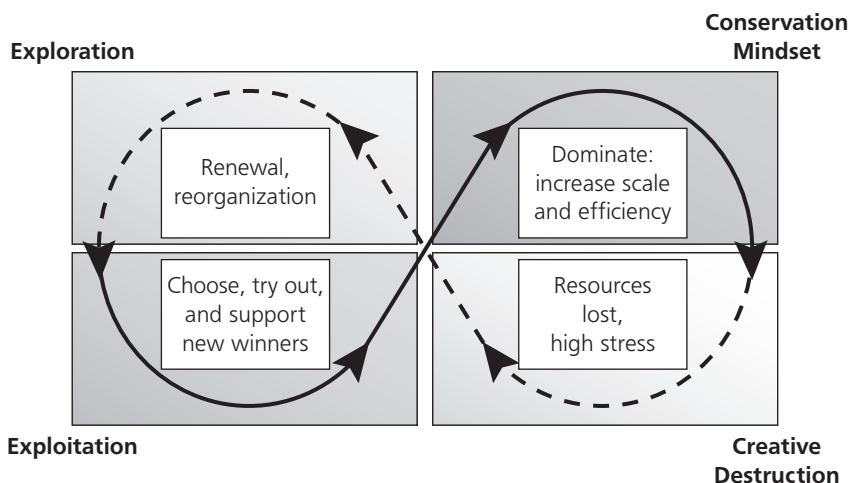 Exploration
Conservation
Mindset
Renewal,
reorganization
Dominate:
increase scale
and efficiency
Choose, try out,
and support
new winners
Resources
lost,
high stress
Exploitation
Creative
Destruction